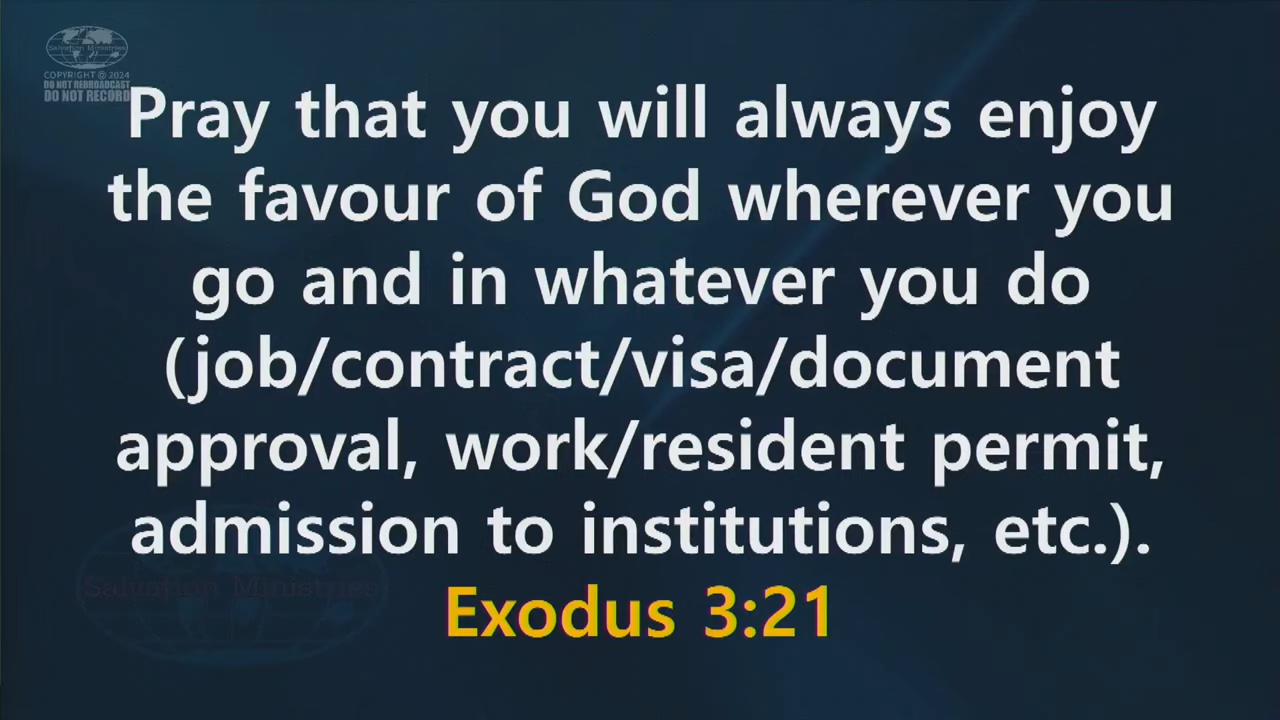 Salvation Ministries
COPYRIGHT © 2024
DO NOT REBROADCAST
DO NOT RECORD
Pray that you will always enjoy
the favour of God wherever you
go and in whatever you do
(job/contract/visa/document
approval, work/resident permit,
admission to institutions, etc.).
Salvation Ministries
Exodus 3:21